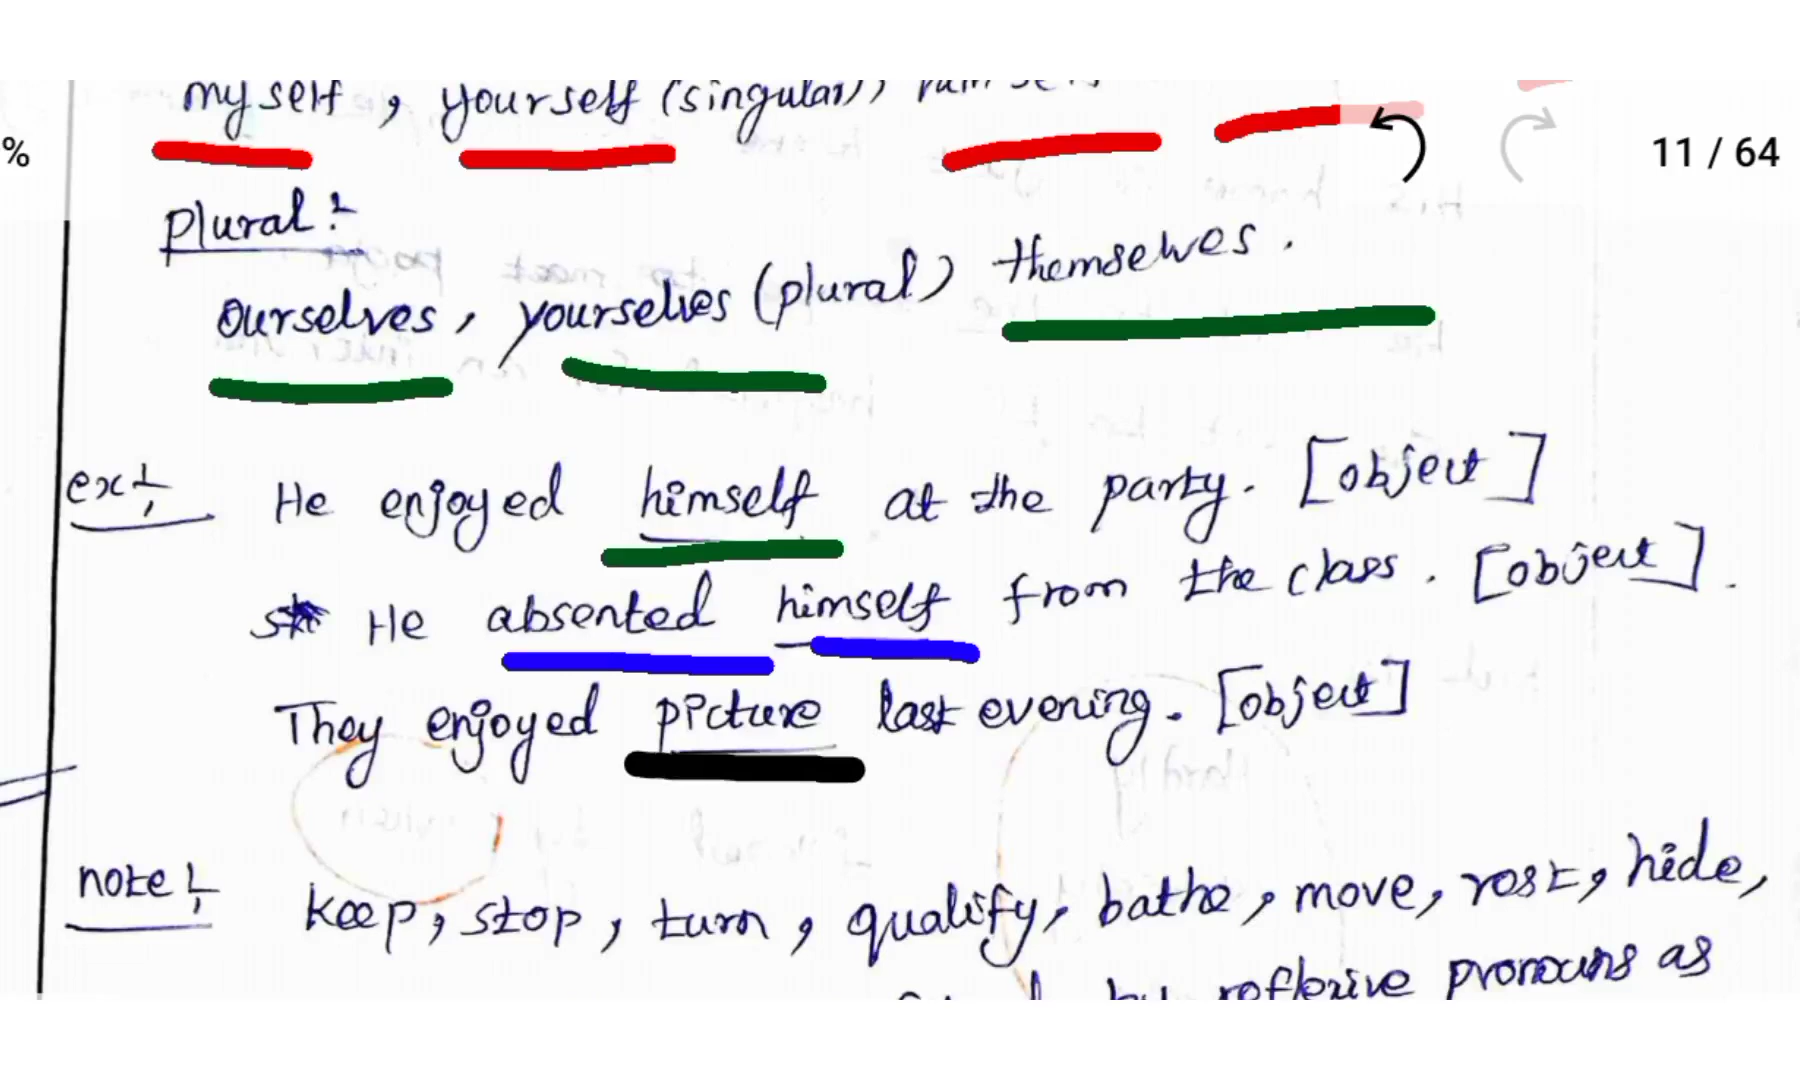 myself, yourself (singular),
%
11 / 64
plural:
ourselves, yourselves (plural) themselves.
ex:, He enjoyed himself at the party. [object]
He absented himself from the class. [object].
They enjoyed picture last evening. [object]
note:, keep, stop, turn, qualify, bathe, move, rest, hide,
by reflexive pronouns as